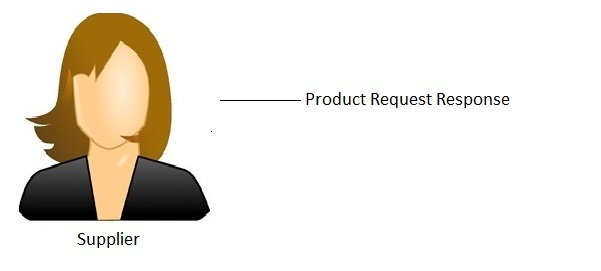 Product Request Response
Supplier